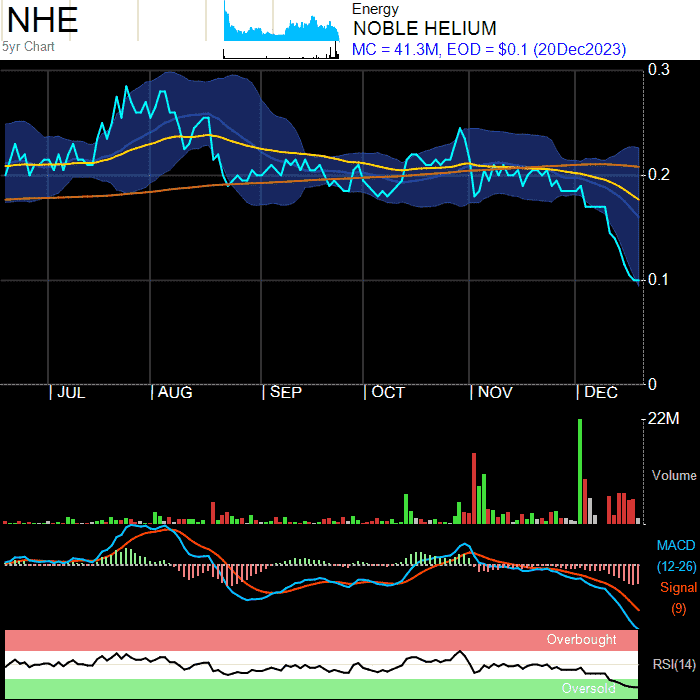 NHE
5yr Chart
Energy
NOBLE HELIUM
MC = 41.3M, EOD = $0.1 (20Dec2023)
0.3
0.2
0.1
0
JUL AUG SEP OCT NOV DEC
22M
Volume
MACD
(12-26)
Signal
(9)
Overbought
RSI(14)
Oversold